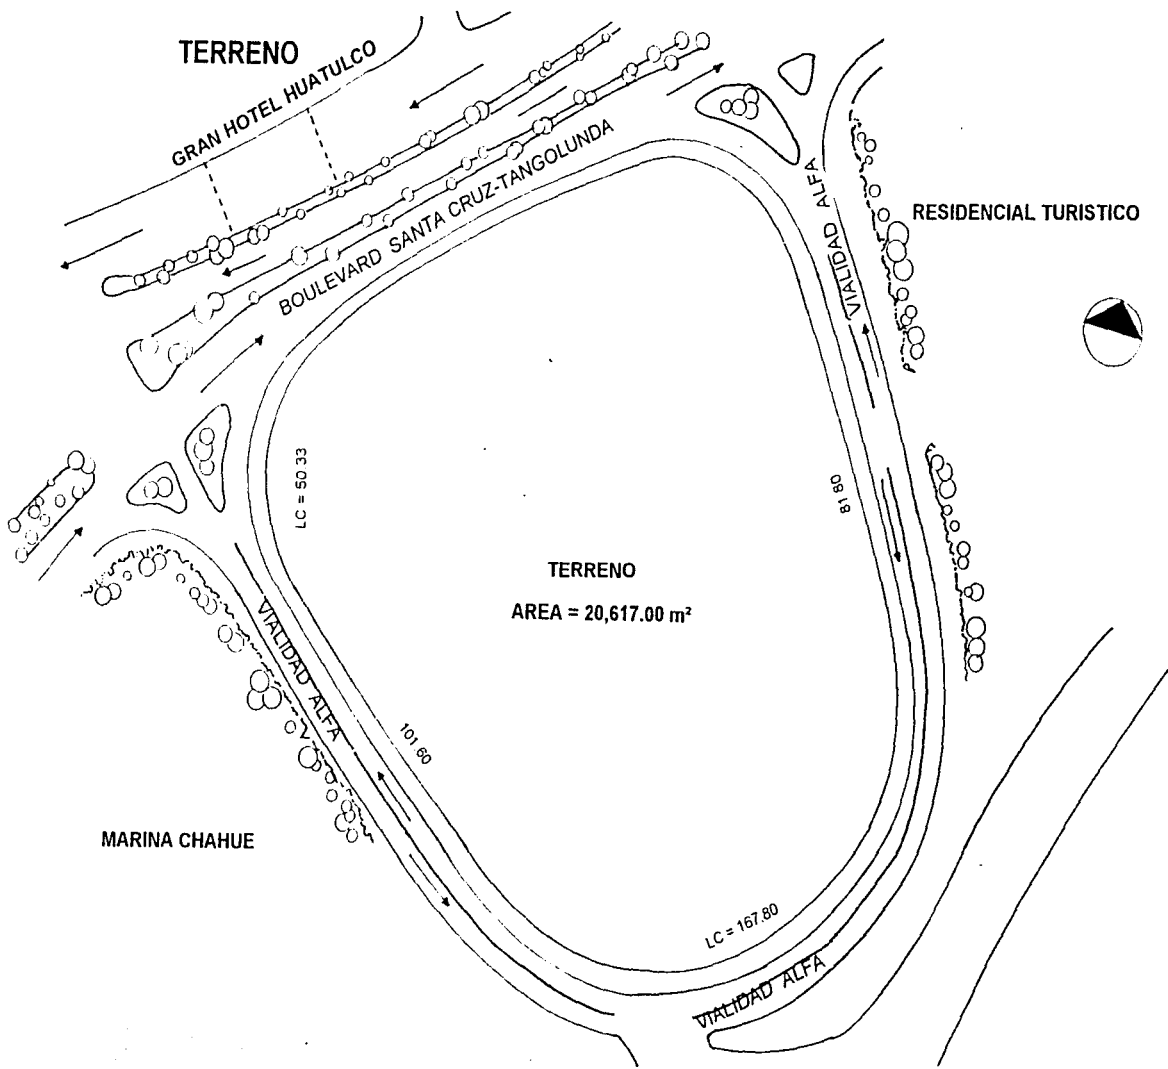 TERRENO
GRAN HOTEL HUATULCO
BOULEVARD SANTA CRUZ-TANGOLUNDA
VIALIDAD ALFA
RESIDENCIAL TURISTICO
LC = 50.33
81.80
TERRENO
AREA = 20,617.00 m²
VIALIDAD ALFA
101.60
MARINA CHAHUE
LC = 167.80
VIALIDAD ALFA